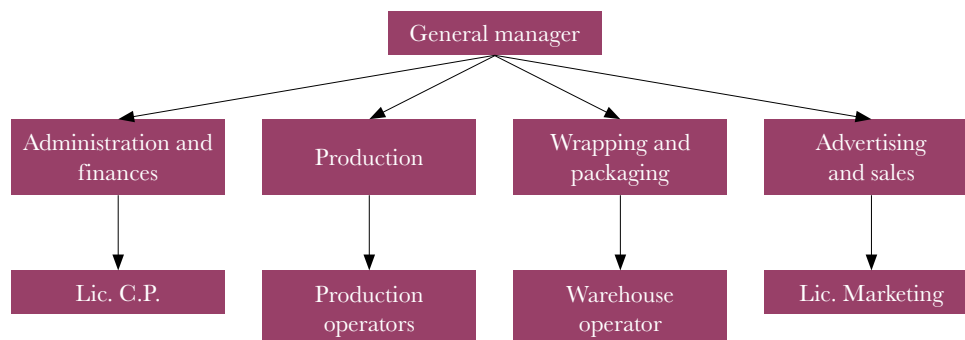 General manager
Administration and
finances
Production
Wrapping and
packaging
Advertising
and sales
Lic. C.P.
Production
operators
Warehouse
operator
Lic. Marketing